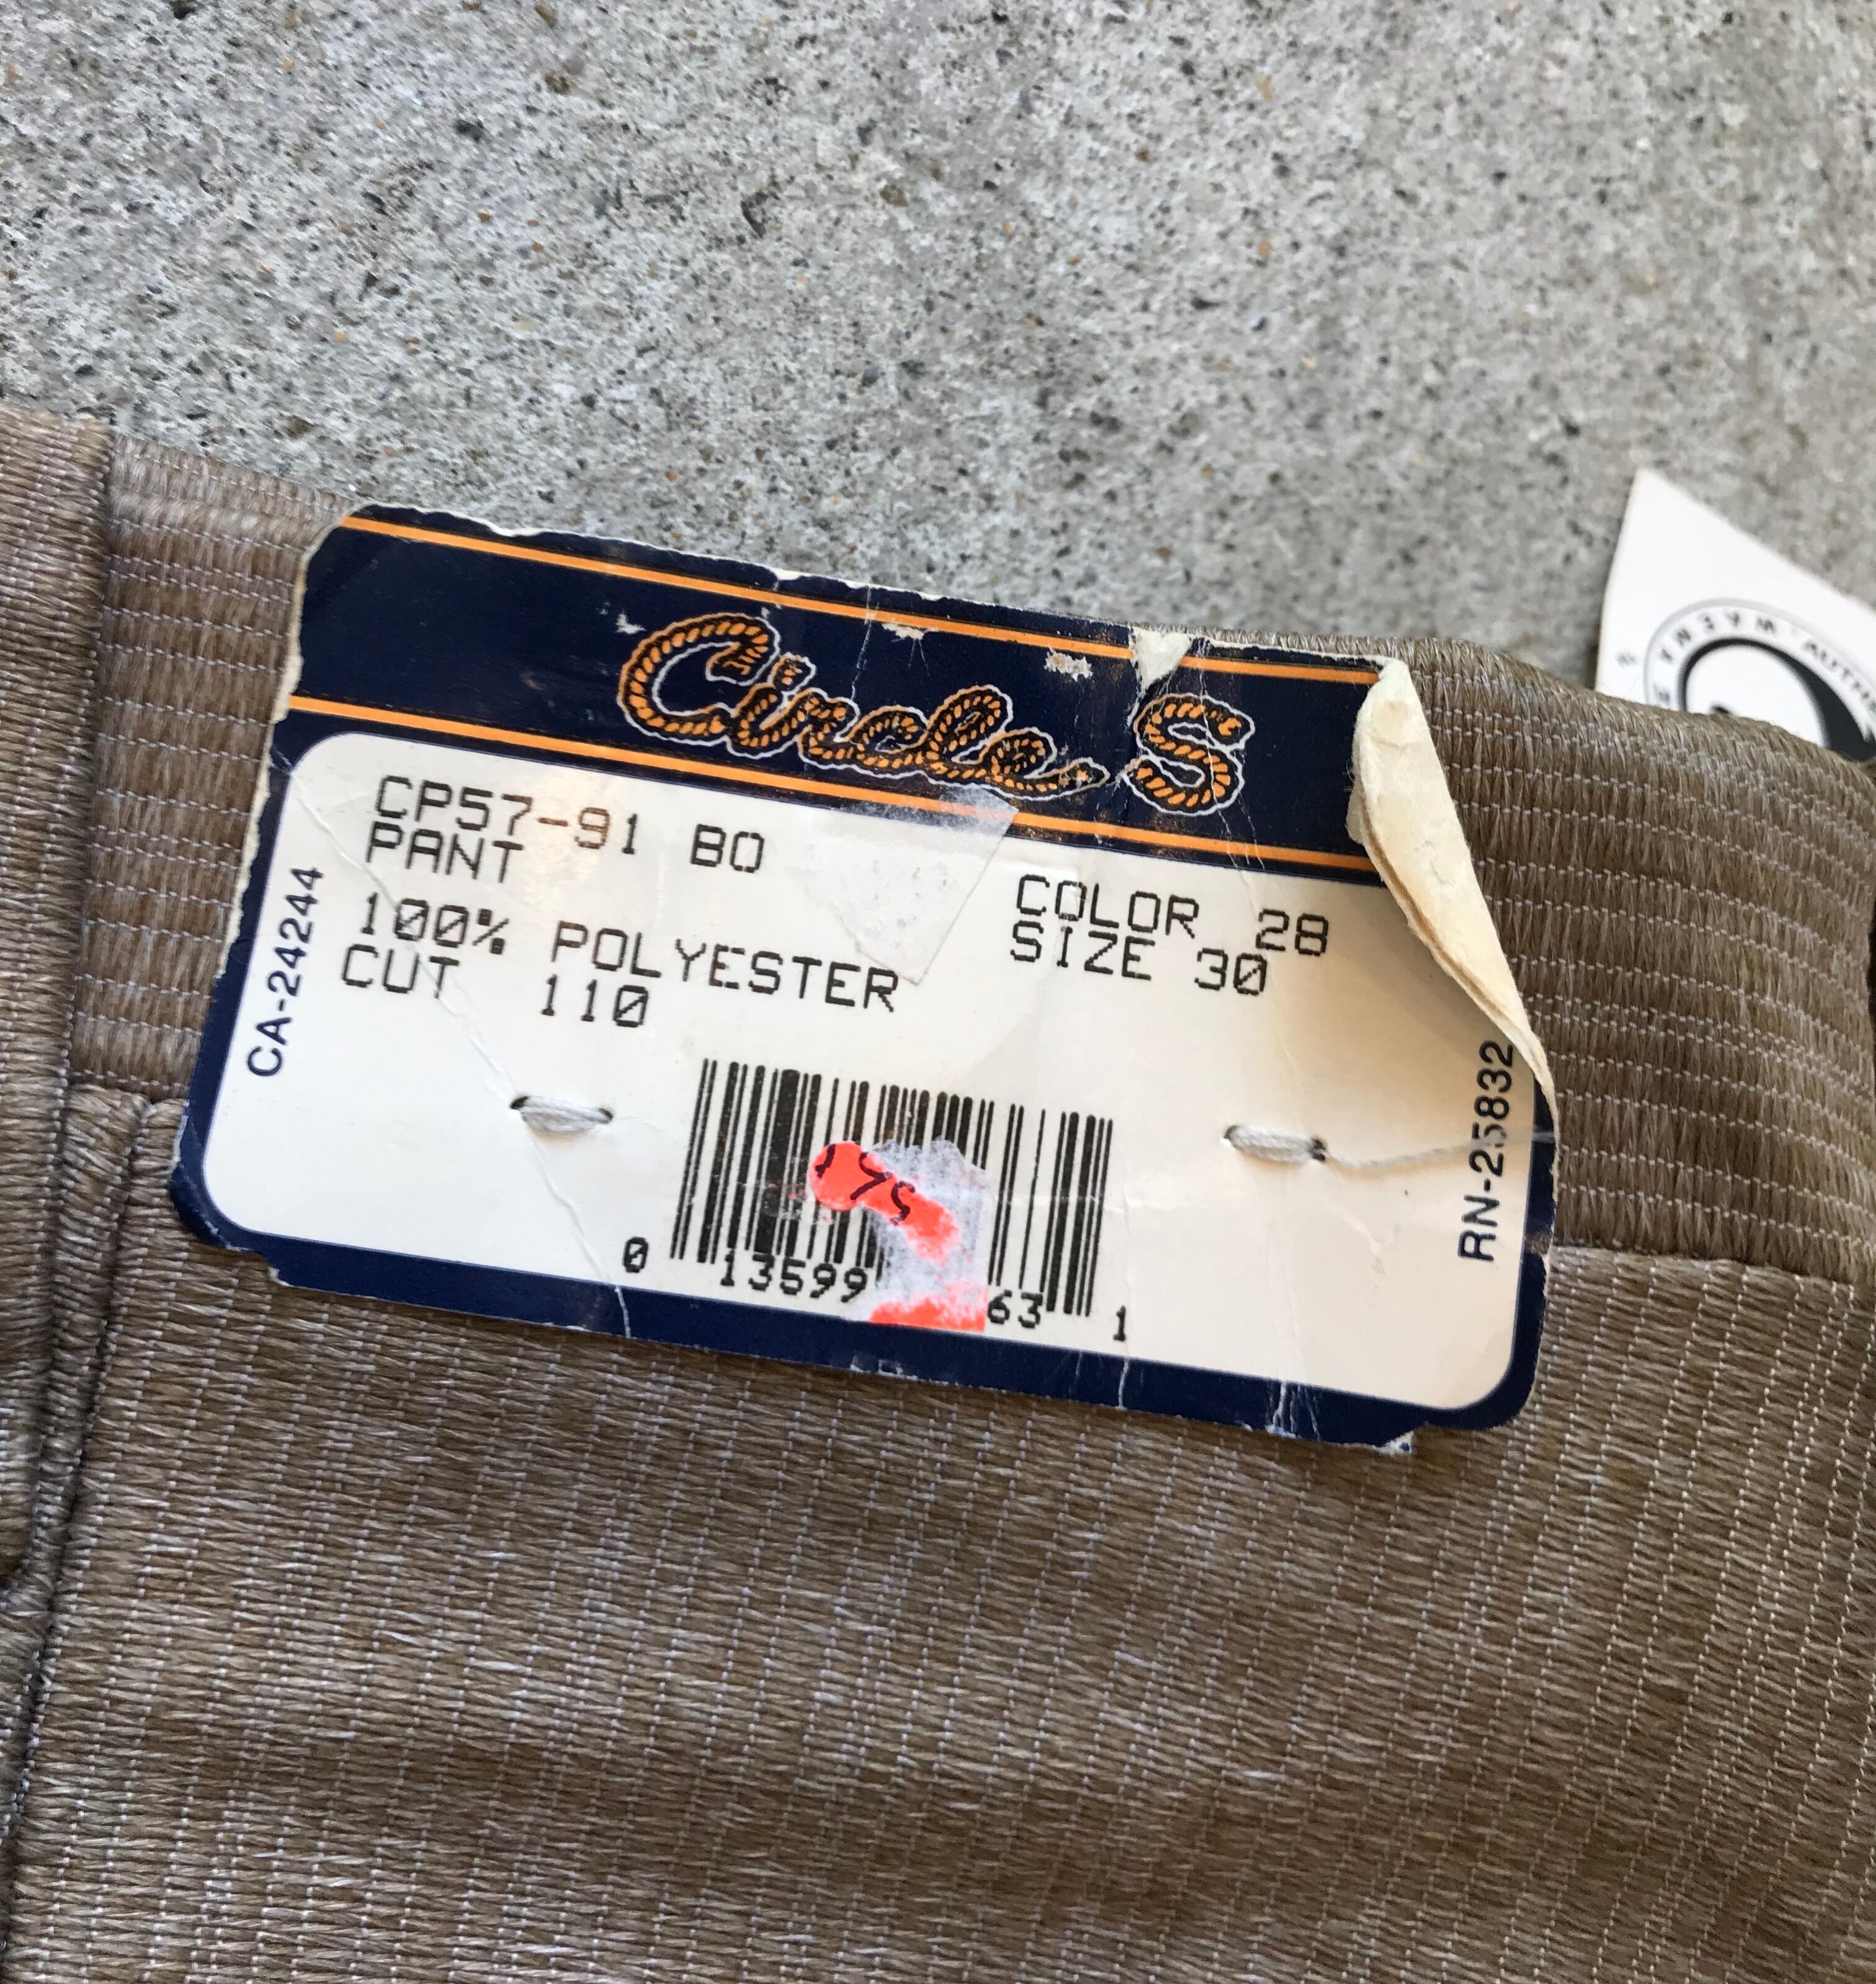 Circle S
CP57-91 BO
PANT
COLOR 28
SIZE 30
100% POLYESTER
CUT 110
CA-24244
RN-25832
0 13599 63 1